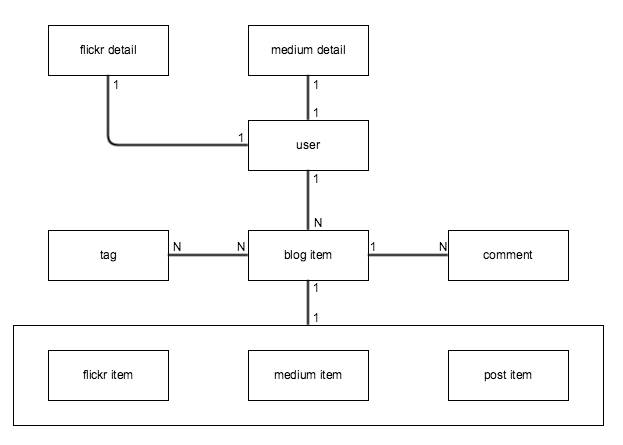 flickr detail
medium detail
1
1
1
1
user
1
N
N
N
1
N
tag
blog item
comment
1
1
flickr item
medium item
post item